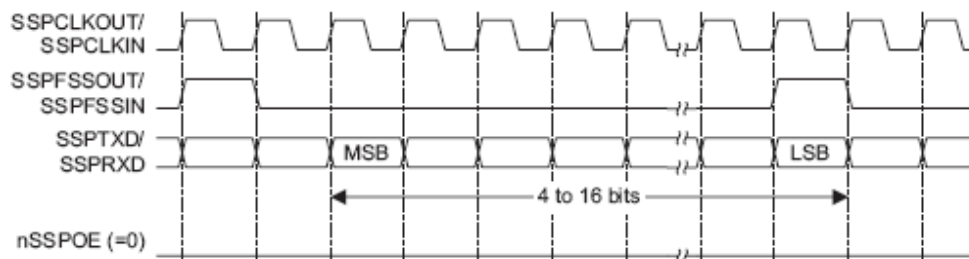 SSPCLKOUT/
SSPCLKIN
SSPFSSOUT/
SSPFSSIN
SSPTXD/
SSPRXD
MSB
LSB
4 to 16 bits
nSSPOE (=0)